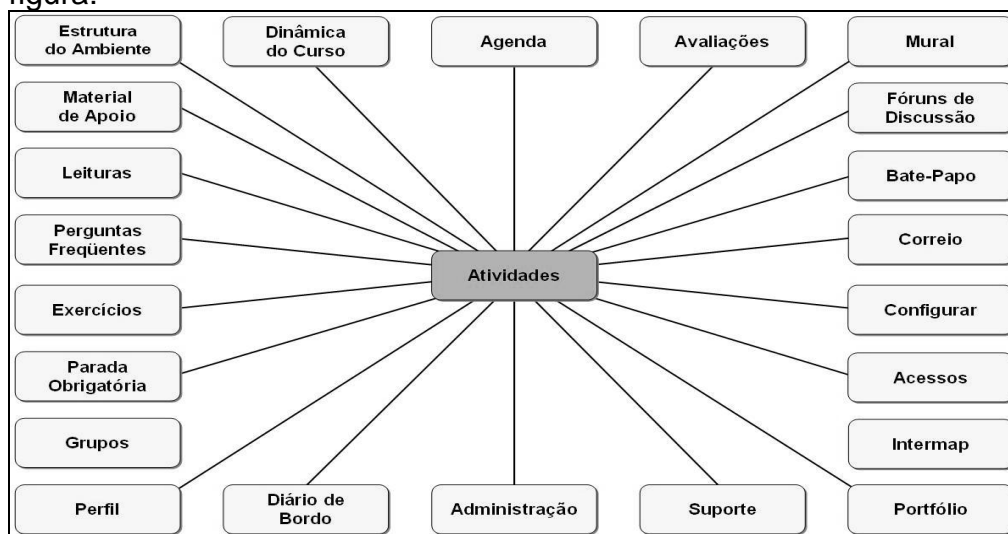 figura.
Estrutura
do Ambiente
Dinâmica
do Curso
Agenda
Avaliações
Mural
Material
de Apoio
Fóruns de
Discussão
Leituras
Bate-Papo
Perguntas
Freqüentes
Correio
Atividades
Exercícios
Configurar
Parada
Obrigatória
Acessos
Grupos
Intermap
Perfil
Diário de
Bordo
Administração
Suporte
Portfólio